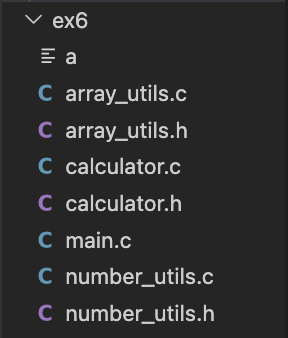 ex6
a
C array_utils.c
C array_utils.h
C calculator.c
C calculator.h
C main.c
C number_utils.c
C number_utils.h